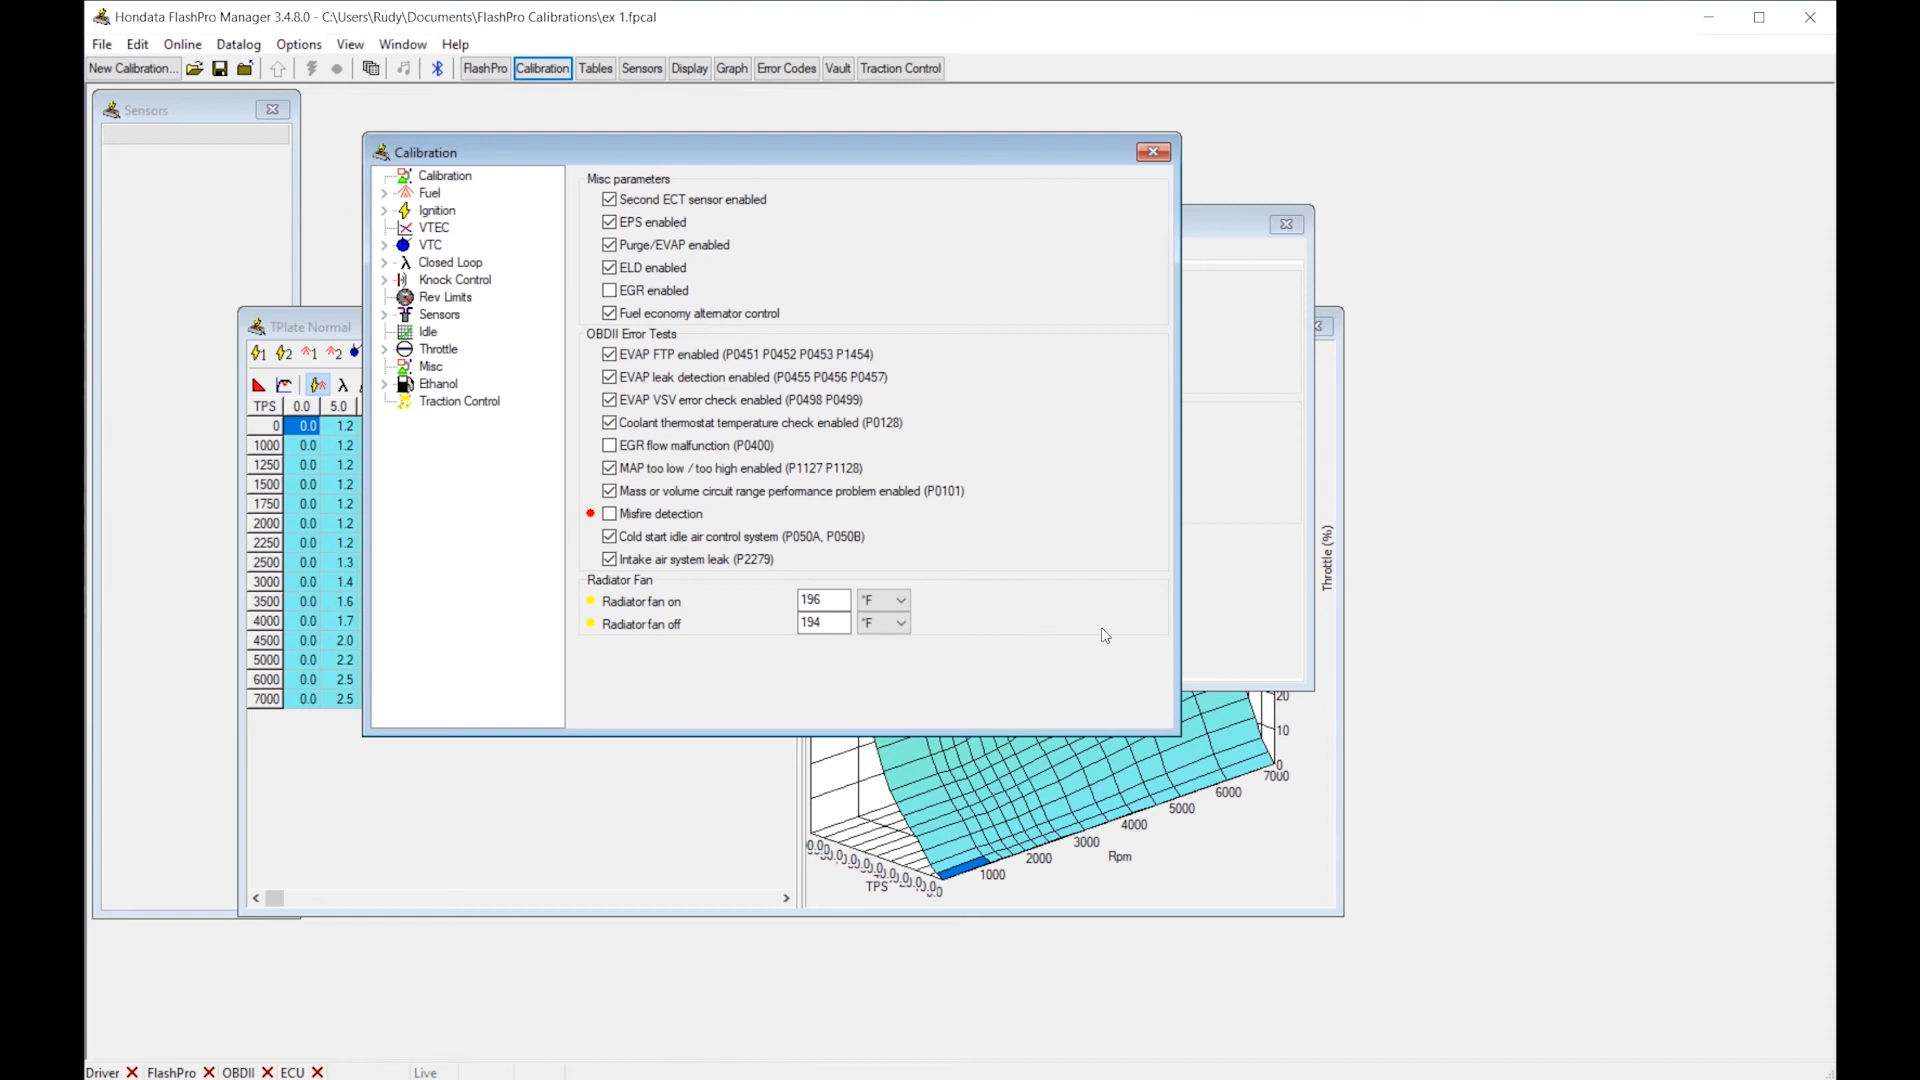 Hondata FlashPro Manager 3.4.8.0 - C:\Users\Rudy\Documents\FlashPro Calibrations\ex 1.fpcal
File Edit Online Datalog Options View Window Help
New Calibration... FlashPro Calibration Tables Sensors Display Graph Error Codes Vault Traction Control
Sensors
Calibration
Calibration
Fuel
Ignition
VTEC
VTC
Closed Loop
Knock Control
Rev Limits
Sensors
Idle
Throttle
Misc
Ethanol
Traction Control
Misc parameters
Second ECT sensor enabled
EPS enabled
Purge/EVAP enabled
ELD enabled
EGR enabled
Fuel economy alternator control
OBDII Error Tests
EVAP FTP enabled (P0451 P0452 P0453 P1454)
EVAP leak detection enabled (P0455 P0456 P0457)
EVAP VSV error check enabled (P0498 P0499)
Coolant thermostat temperature check enabled (P0128)
EGR flow malfunction (P0400)
MAP too low / too high enabled (P1127 P1128)
Mass or volume circuit range performance problem enabled (P0101)
Misfire detection
Cold start idle air control system (P050A, P050B)
Intake air system leak (P2279)
Radiator Fan
Radiator fan on 196 °F
Radiator fan off 194 °F
TPlate Normal
1 2 1 2
λ
TPS 0.0 5.0
0 0.0 1.2
1000 0.0 1.2
1250 0.0 1.2
1500 0.0 1.2
1750 0.0 1.2
2000 0.0 1.2
2250 0.0 1.2
2500 0.0 1.3
3000 0.0 1.4
3500 0.0 1.6
4000 0.0 1.7
4500 0.0 2.0
5000 0.0 2.2
6000 0.0 2.5
7000 0.0 2.5
Throttle (%)
20
10
0
7000
6000
5000
4000
3000
2000
1000
Rpm
TPS
0.0
Driver FlashPro OBDII ECU Live